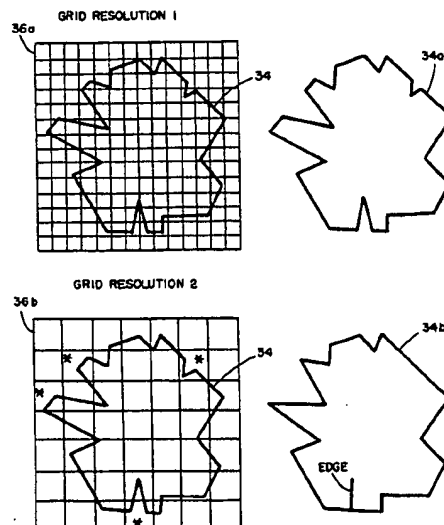 GRID RESOLUTION 1
36a
34
34a
GRID RESOLUTION 2
36b
34
34b
*
*
*
EDGE
*